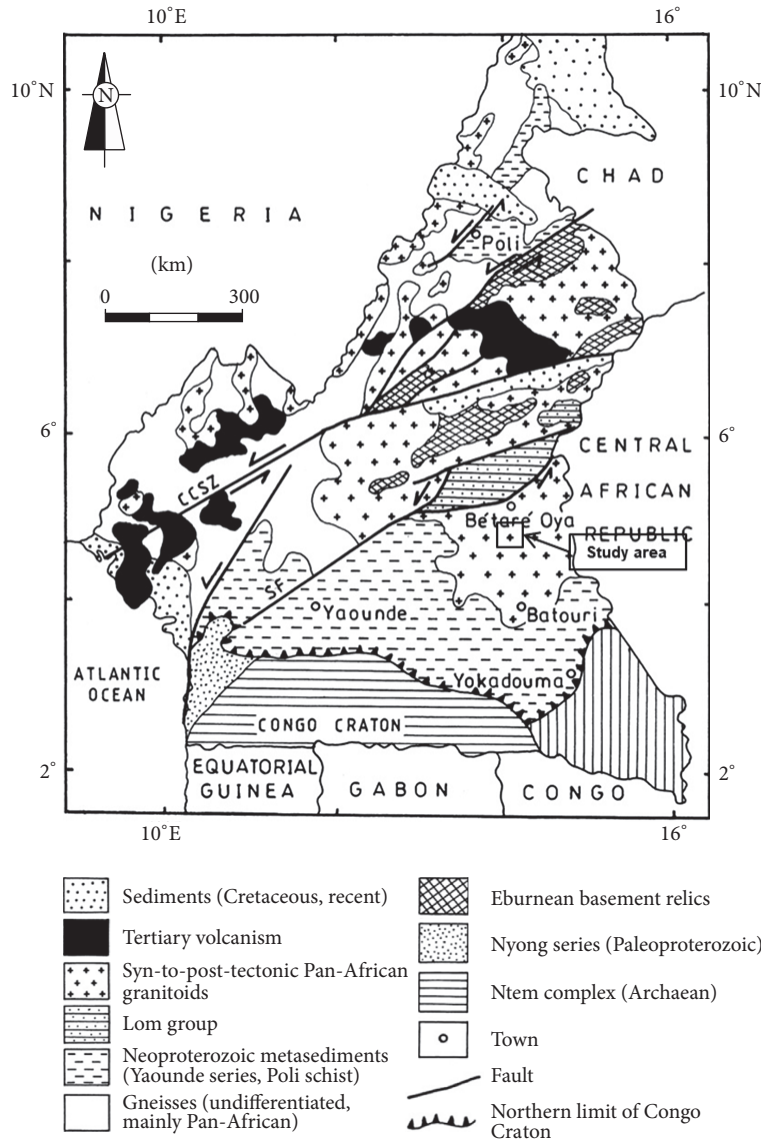 10°E
16°
10°N
10°N
N
CHAD
NIGERIA
Poli
(km)
0
300
6°
6°
CENTRAL
AFRICAN
REPUBLIC
CCSZ
Bétaré Oya
Study area
SF
Yaounde
Batouri
ATLANTIC
OCEAN
Yokadouma
CONGO CRATON
2°
2°
EQUATORIAL
GUINEA
GABON
CONGO
10°E
16°
Sediments (Cretaceous, recent)
Tertiary volcanism
Syn-to-post-tectonic Pan-African
granitoids
Lom group
Neoproterozoic metasediments
(Yaounde series, Poli schist)
Gneisses (undifferentiated,
mainly Pan-African)
Eburnean basement relics
Nyong series (Paleoproterozoic)
Ntem complex (Archaean)
Town
Fault
Northern limit of Congo
Craton